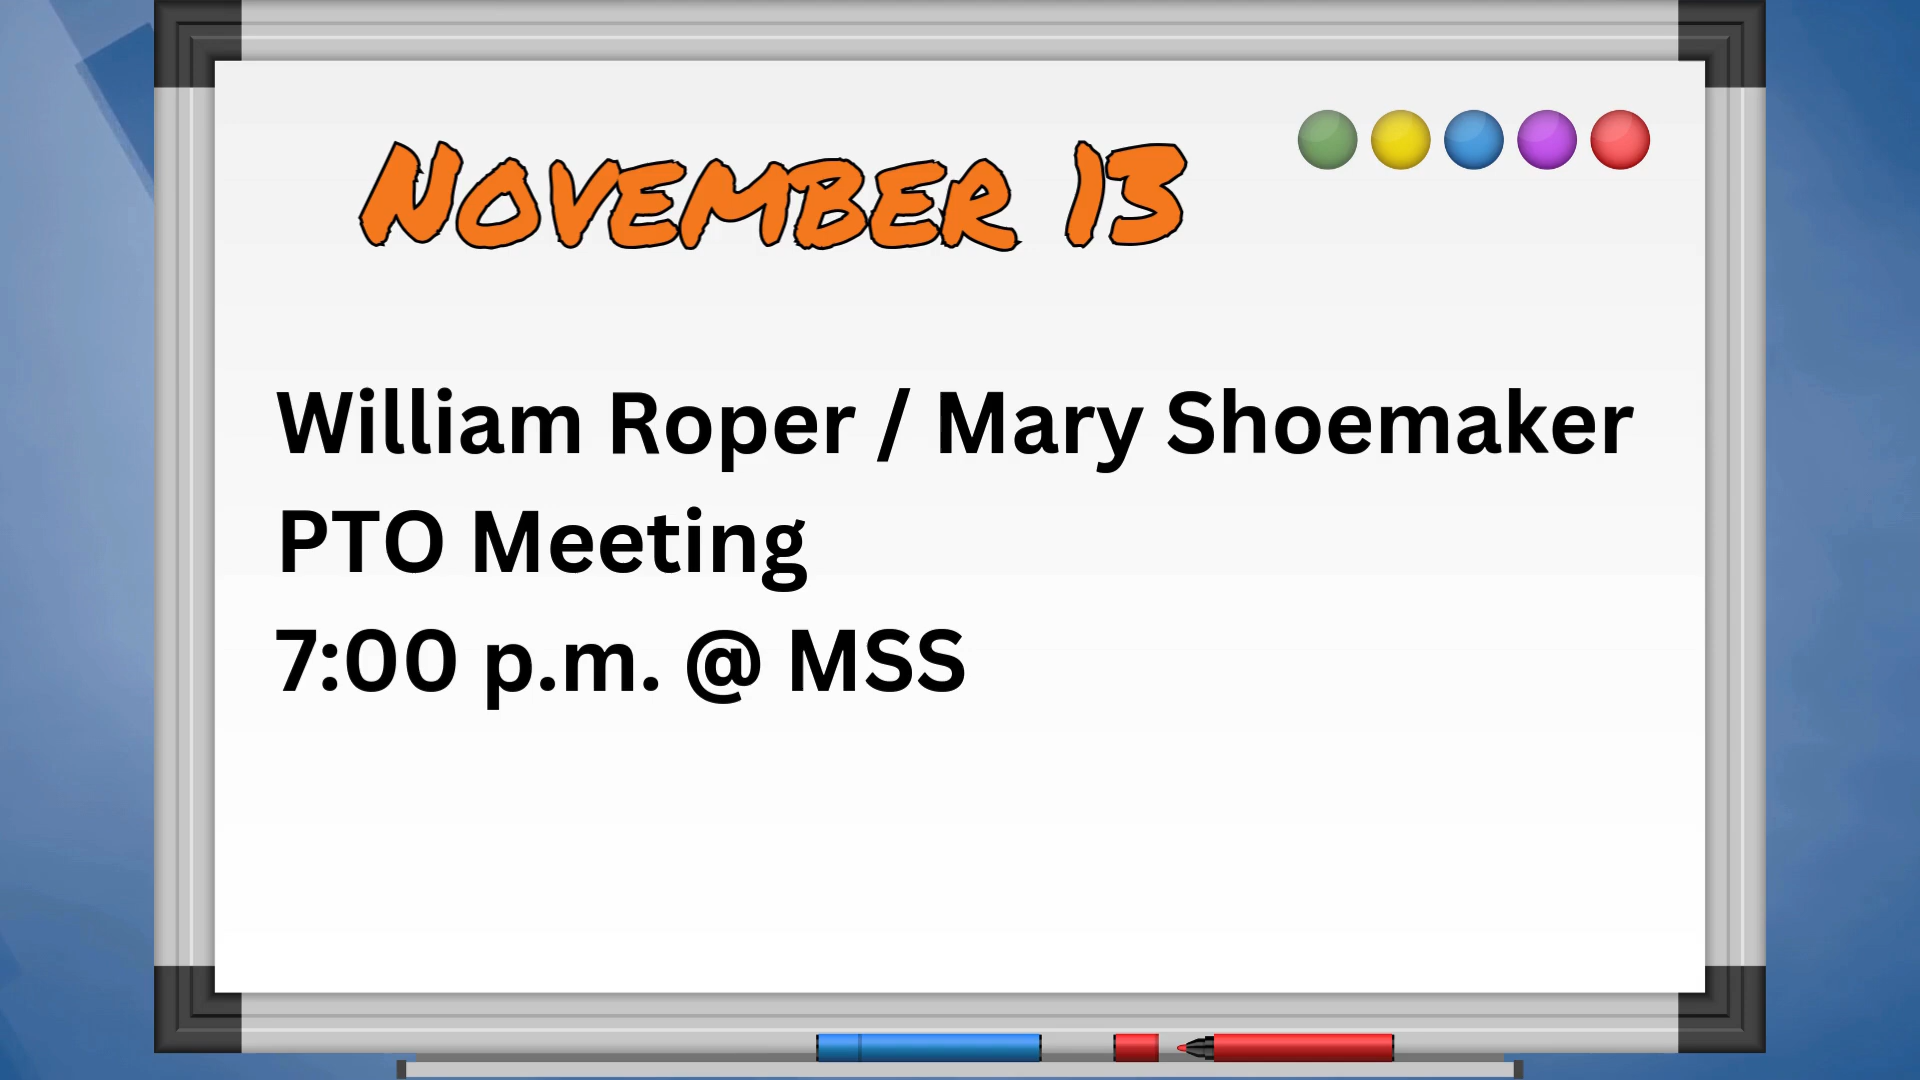 November 13
William Roper / Mary Shoemaker
PTO Meeting
7:00 p.m. @ MSS